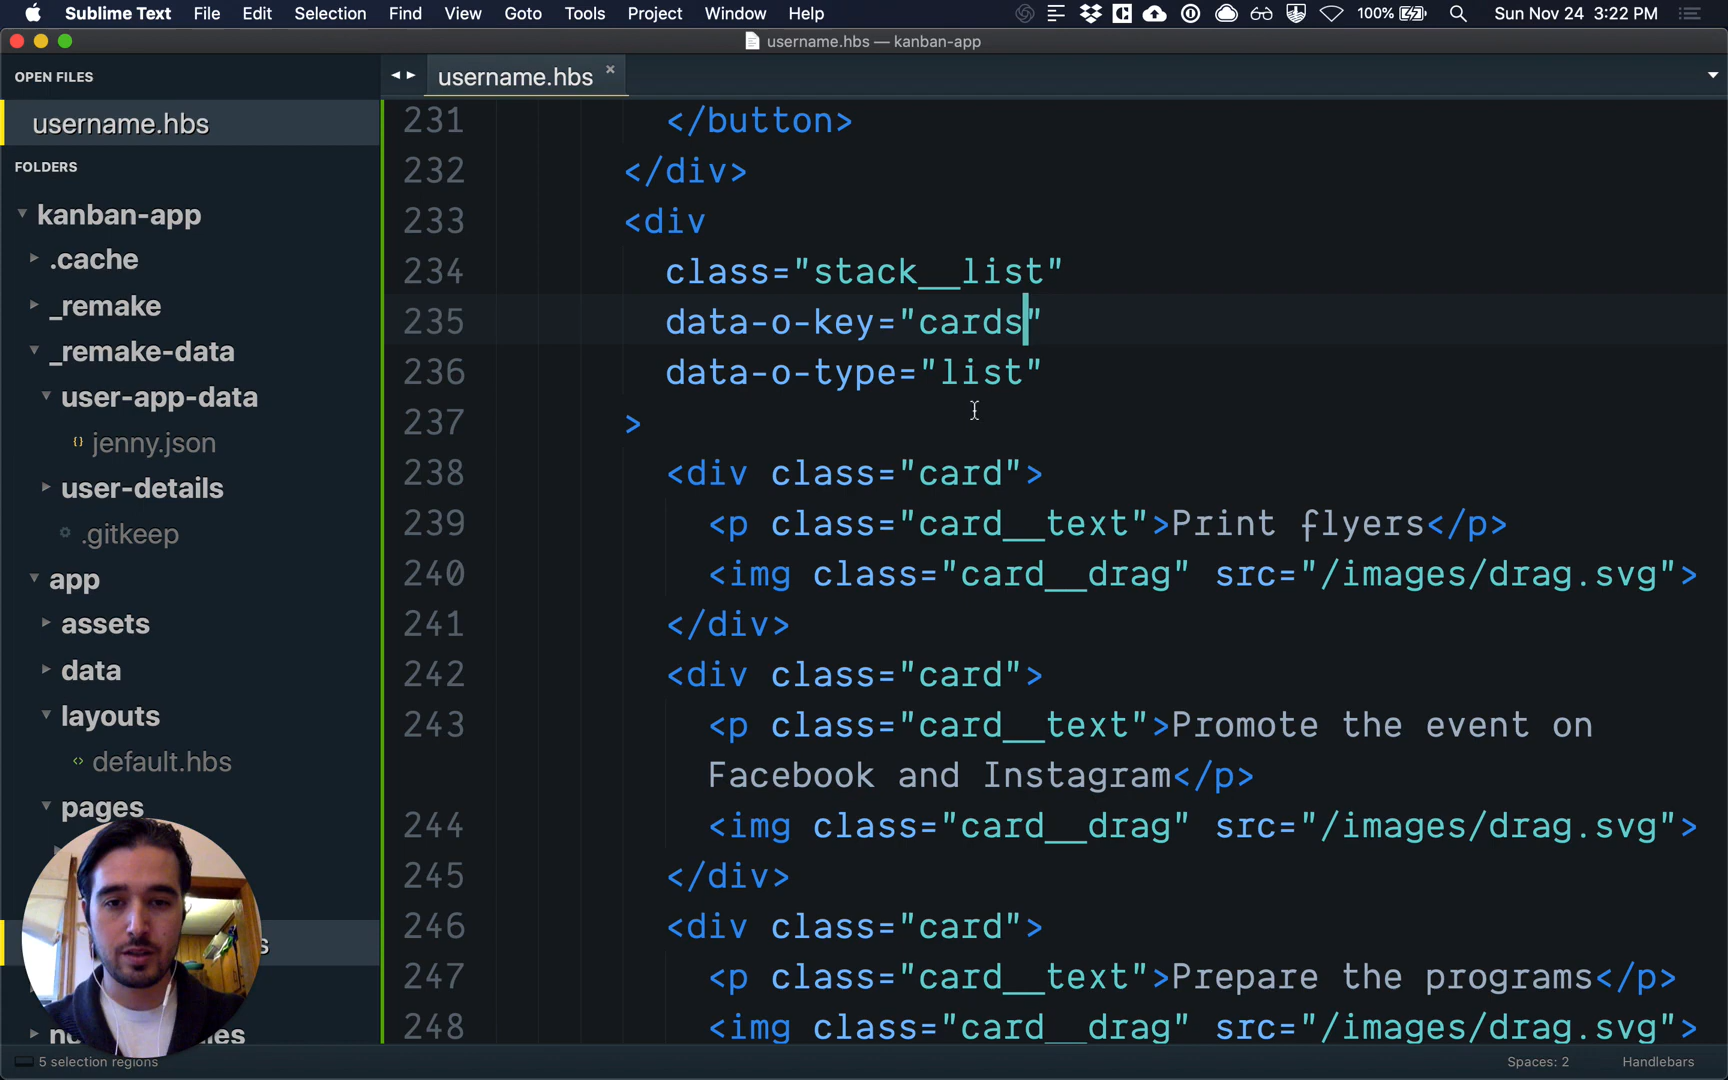 Sublime Text File Edit Selection Find View Goto Tools Project Window Help 100% Sun Nov 24 3:22 PM
username.hbs — kanban-app
OPEN FILES
username.hbs
FOLDERS
kanban-app
.cache
_remake
_remake-data
user-app-data
jenny.json
user-details
.gitkeep
app
assets
data
layouts
default.hbs
pages
username.hbs
231 </button>
232 </div>
233 <div
234 class="stack__list"
235 data-o-key="cards"
236 data-o-type="list"
237 >
238 <div class="card">
239 <p class="card__text">Print flyers</p>
240 <img class="card__drag" src="/images/drag.svg">
241 </div>
242 <div class="card">
243 <p class="card__text">Promote the event on
Facebook and Instagram</p>
244 <img class="card__drag" src="/images/drag.svg">
245 </div>
246 <div class="card">
247 <p class="card__text">Prepare the programs</p>
248 <img class="card__drag" src="/images/drag.svg">
5 selection regions
Spaces: 2 Handlebars